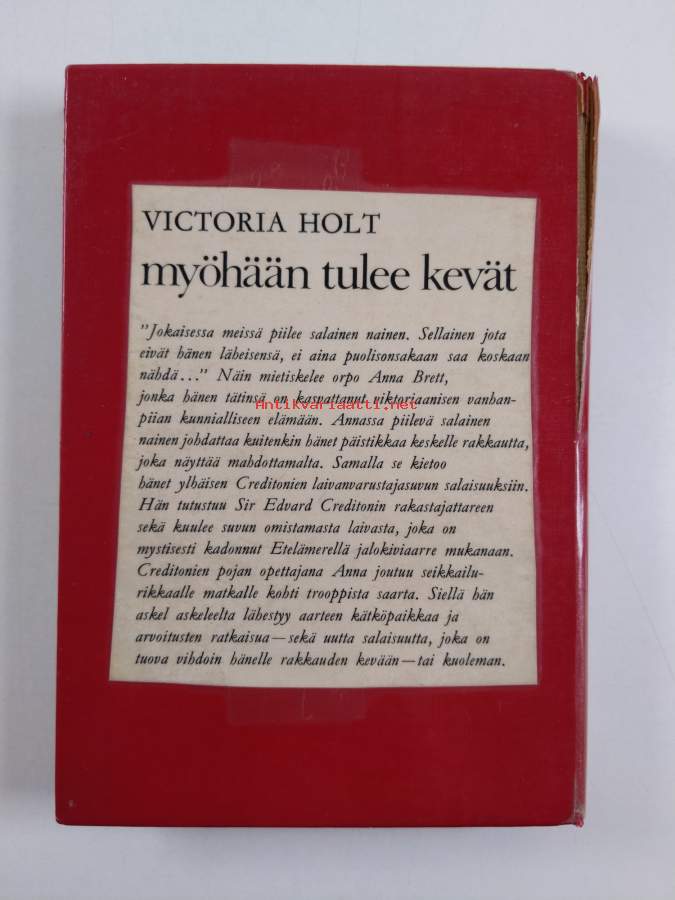 VICTORIA HOLT
myöhään tulee kevät
"Jokaisessa meissä piilee salainen nainen. Sellainen jota
eivät hänen läheisensä, ei aina puolisonsakaan saa koskaan
nähdä..." Näin mietiskelee orpo Anna Brett,
jonka hänen tätinsä on kasvattanut viktoriaanisen vanhan-
Antikvariaatti.net
piian kunnialliseen elämään. Annassa piilevä salainen
nainen johdattaa kuitenkin hänet päistikkaa keskelle rakkautta,
joka näyttää mahdottomalta. Samalla se kietoo
hänet ylhäisen Creditonien laivanvarustajasuvun salaisuuksiin.
Hän tutustuu Sir Edvard Creditonin rakastajattareen
sekä kuulee suvun omistamasta laivasta, joka on
mystisesti kadonnut Etelämerellä jalokiviaarre mukanaan.
Creditonien pojan opettajana Anna joutuu seikkailu-
rikkaalle matkalle kohti trooppista saarta. Siellä hän
askel askeleelta lähestyy aarteen kätköpaikkaa ja
arvoitusten ratkaisua—sekä uutta salaisuutta, joka on
tuova vihdoin hänelle rakkauden kevään—tai kuoleman.